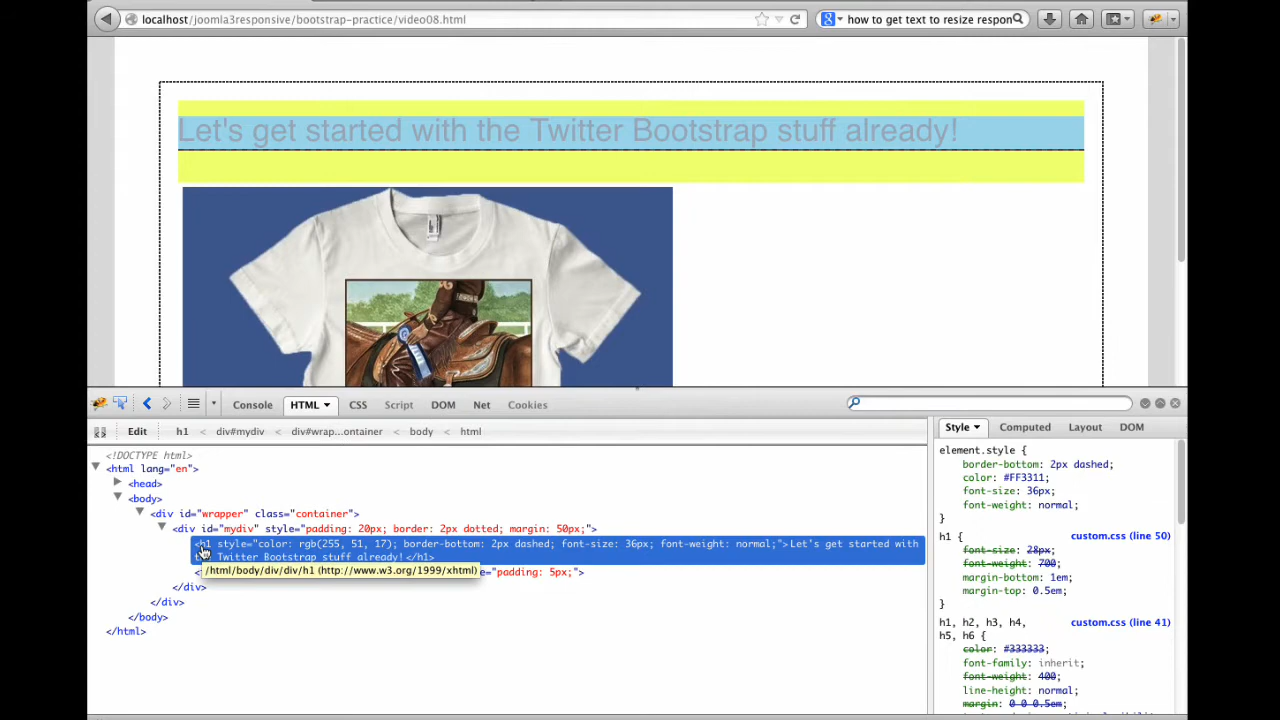 localhost/joomla3responsive/bootstrap-practice/video08.html
how to get text to resize respon
Let's get started with the Twitter Bootstrap stuff already!
Console HTML CSS Script DOM Net Cookies
Edit h1 < div#mydiv < div#wrap...ontainer < body < html
Style Computed Layout DOM
<!DOCTYPE html>
<html lang="en">
<head>
<body>
<div id="wrapper" class="container">
<div id="mydiv" style="padding: 20px; border: 2px dotted; margin: 50px;">
<h1 style="color: rgb(255, 51, 17); border-bottom: 2px dashed; font-size: 36px; font-weight: normal;">Let's get started with
Twitter Bootstrap stuff already!</h1>
/html/body/div/div/h1 (http://www.w3.org/1999/xhtml)
="padding: 5px;">
</div>
</div>
</body>
</html>
element.style {
border-bottom: 2px dashed;
color: #FF3311;
font-size: 36px;
font-weight: normal;
}
h1 { custom.css (line 50)
font-size: 28px;
font-weight: 700;
margin-bottom: 1em;
margin-top: 0.5em;
}
h1, h2, h3, h4, custom.css (line 41)
h5, h6 {
color: #333333;
font-family: inherit;
font-weight: 400;
line-height: normal;
margin: 0 0 0.5em;